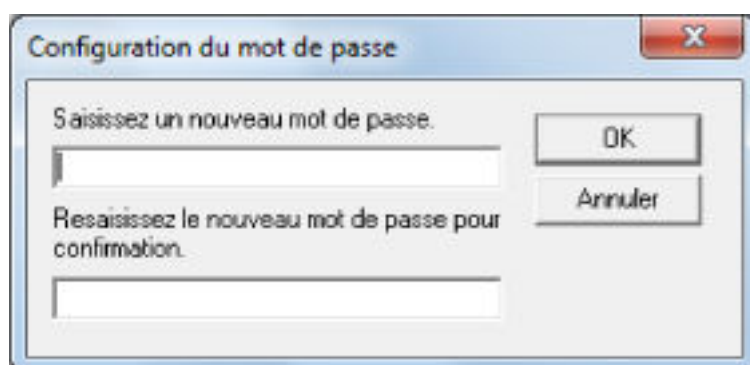 Configuration du mot de passe
Saisissez un nouveau mot de passe.
OK
Annuler
Resaisissez le nouveau mot de passe pour
confirmation.